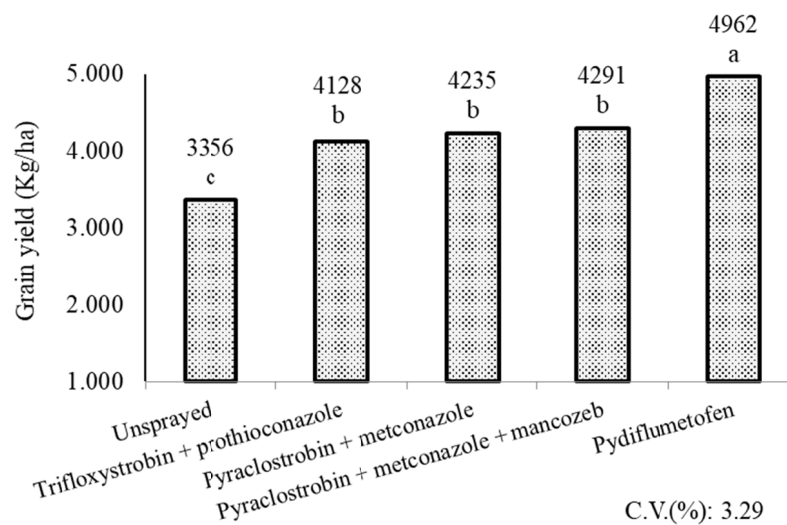 4962
a
5.000
4128
b
4235
b
4291
b
4.000
3356
c
3.000
2.000
1.000
Grain yield (Kg/ha)
Unsprayed
Trifloxystrobin + prothioconazole
Pyraclostrobin + metconazole
Pyraclostrobin + metconazole + mancozeb
Pydiflumetofen
C.V.(%): 3.29